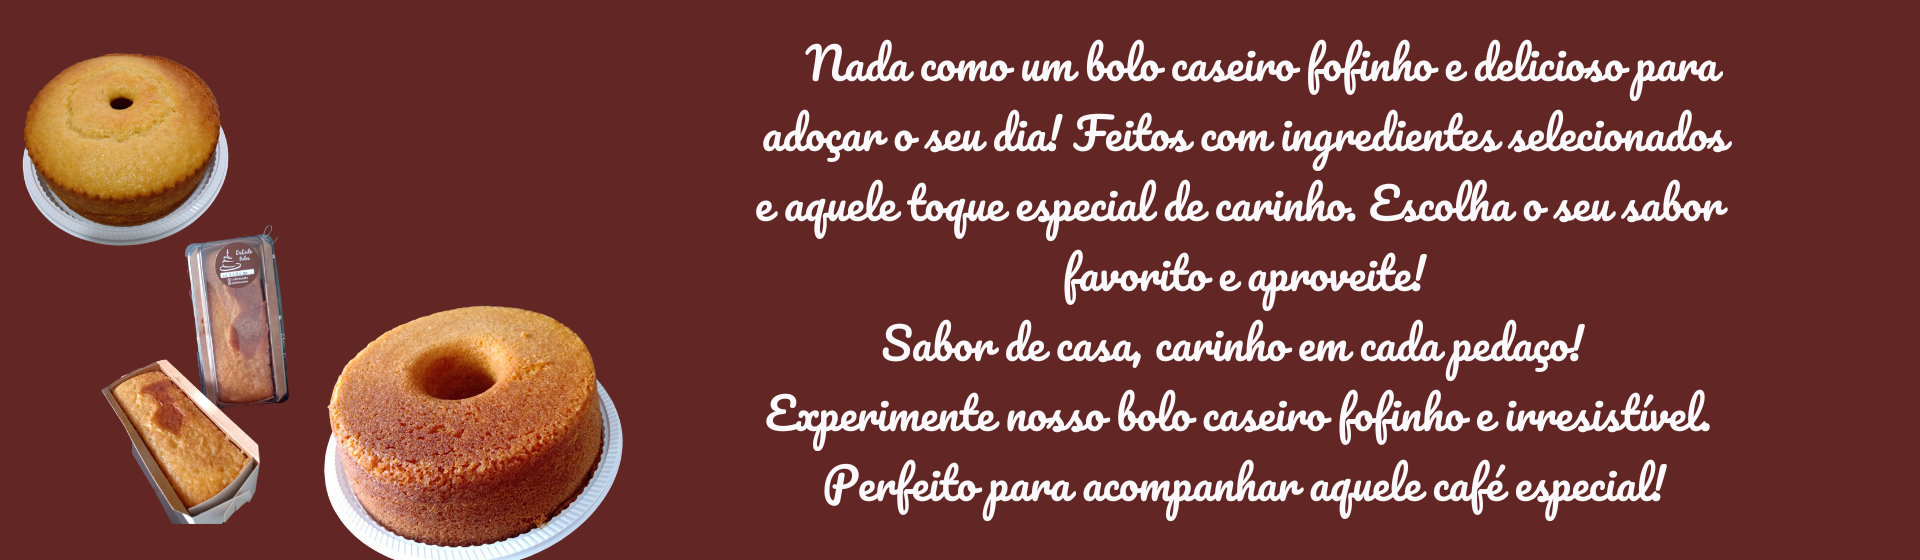 Nada como um bolo caseiro fofinho e delicioso para
adoçar o seu dia! Feitos com ingredientes selecionados
e aquele toque especial de carinho. Escolha o seu sabor
favorito e aproveite!
Sabor de casa, carinho em cada pedaço!
Experimente nosso bolo caseiro fofinho e irresistível.
Perfeito para acompanhar aquele café especial!